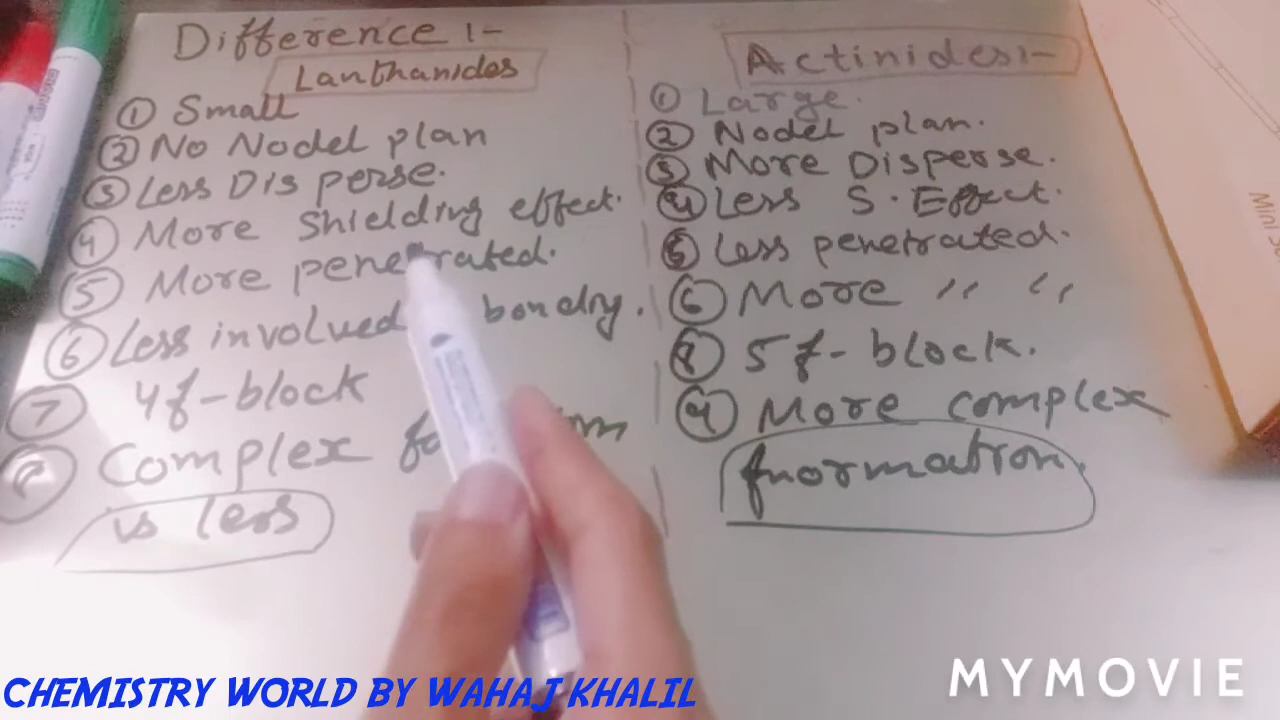 Difference :-
Lanthanides
① Small
② No Nodel plan
③ Less Disperse.
④ More Shielding effect.
⑤ More penetrated.
⑥ Less involved bondry.
⑦ 4f-block
⑧ Complex
is less
Actinides :-
① Large.
② Nodel plan.
③ More Disperse.
④ Less S. Effect.
⑤ Less penetrated.
⑥ More " "
⑧ 5f-block.
⑨ More complex
fnormation.
Mini
CHEMISTRY WORLD BY WAHAJ KHALIL
MYMOVIE